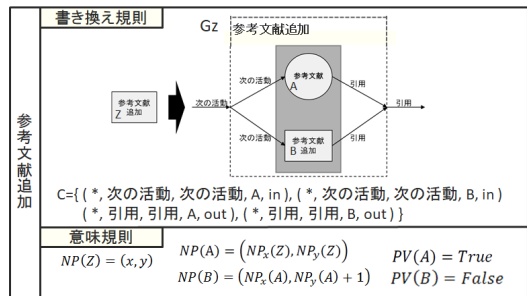 参考文献追加
書き換え規則
Gz 参考文献追加
参考文献
追加
Z
次の活動
次の活動
次の活動
参考文献
A
参考文献
追加
B
引用
引用
引用
C={ ( *, 次の活動, 次の活動, A, in ), ( *, 次の活動, 次の活動, B, in )
( *, 引用, 引用, A, out ), ( *, 引用, 引用, B, out ) }
意味規則
NP(Z) = (x, y)
NP(A) = (NPx(Z), NPy(Z))
NP(B) = (NPx(A), NPy(A) + 1)
PV(A) = True
PV(B) = False